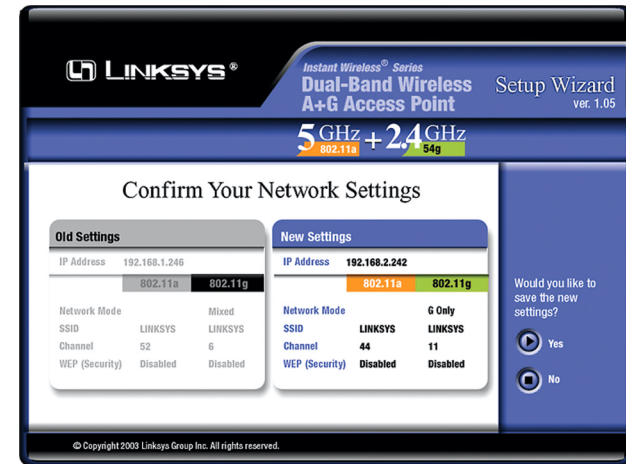 LINKSYS®
Instant Wireless® Series
Dual-Band Wireless
A+G Access Point
Setup Wizard
ver. 1.05
5 GHz + 2.4 GHz
802.11a 54g
Confirm Your Network Settings
Old Settings
IP Address 192.168.1.246
802.11a 802.11g
Network Mode Mixed
SSID LINKSYS LINKSYS
Channel 52 6
WEP (Security) Disabled Disabled
New Settings
IP Address 192.168.2.242
802.11a 802.11g
Network Mode G Only
SSID LINKSYS LINKSYS
Channel 44 11
WEP (Security) Disabled Disabled
Would you like to
save the new
settings?
Yes
No
© Copyright 2003 Linksys Group Inc. All rights reserved.